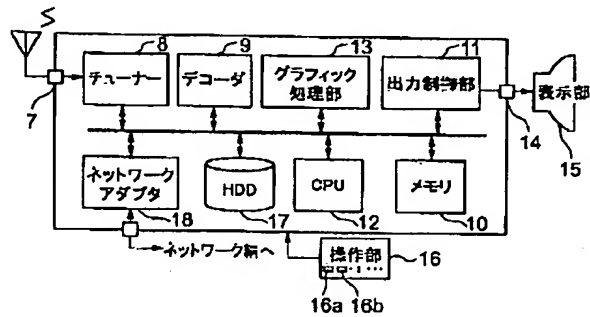 S
8
9
13
11
チューナー
デコーダ
グラフィック
処理部
出力制御部
表示部
7
14
15
ネットワーク
アダプタ
HDD
CPU
メモリ
18
17
12
10
ネットワーク網へ
操作部
16
16a 16b